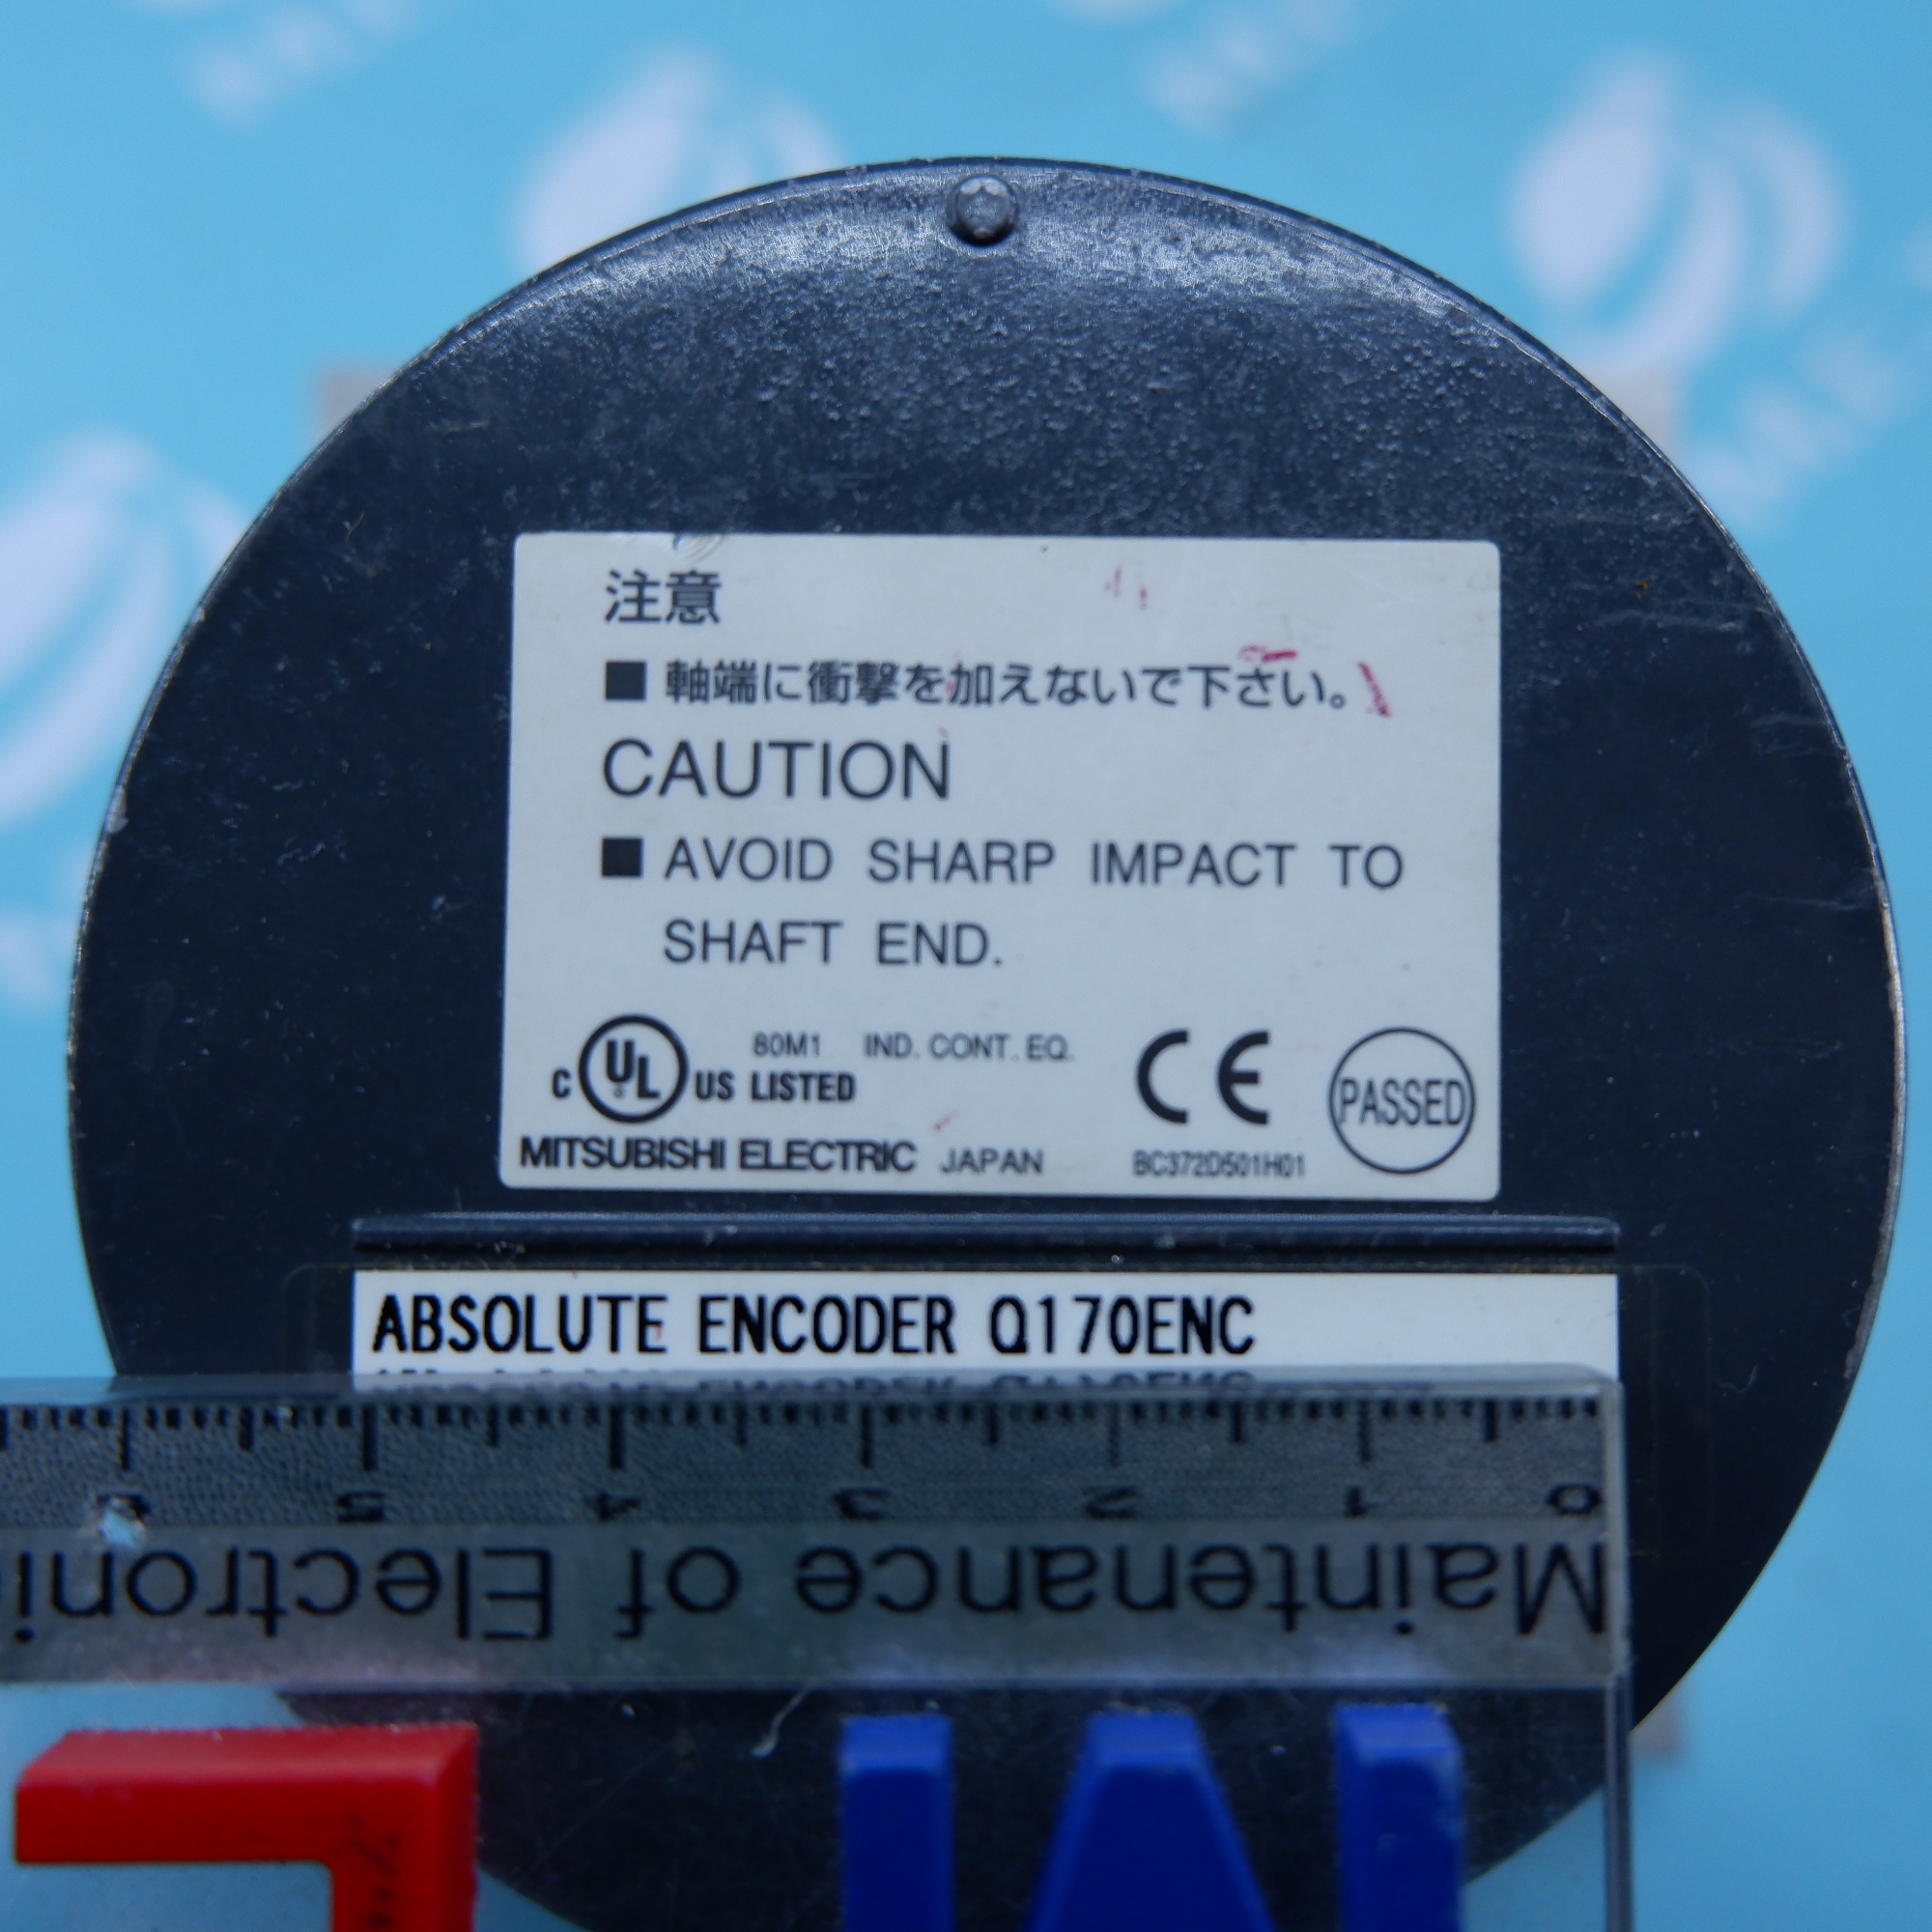 注意
■ 軸端に衝撃を加えないで下さい。
CAUTION
■ AVOID SHARP IMPACT TO
SHAFT END.
C UL US LISTED 80M1 IND. CONT. EQ. CE PASSED
MITSUBISHI ELECTRIC JAPAN BC372D501H01
ABSOLUTE ENCODER Q170ENC
5 4 3 2 1 0
Maintenance of Electroni